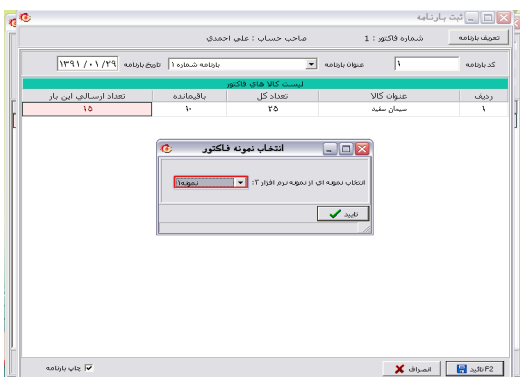 ثبت بارنامه
تعریف بارنامه
شماره فاکتور : 1
صاحب حساب : علی احمدی
کد بارنامه
۱
عنوان بارنامه
بارنامه شماره ۱
تاریخ بارنامه
۱۳۹۱/۰۱/۲۹
لیست کالا های فاکتور
ردیف عنوان کالا تعداد کل باقیمانده تعداد ارسالی این بار
۱ سیمان سفید ۲۵ ۱۰ ۱۵
انتخاب نمونه فاکتور
انتخاب نمونه ای از نمونه نرم افزار ۳:
نمونه۱
تایید
F2 تائید
انصراف
چاپ بارنامه